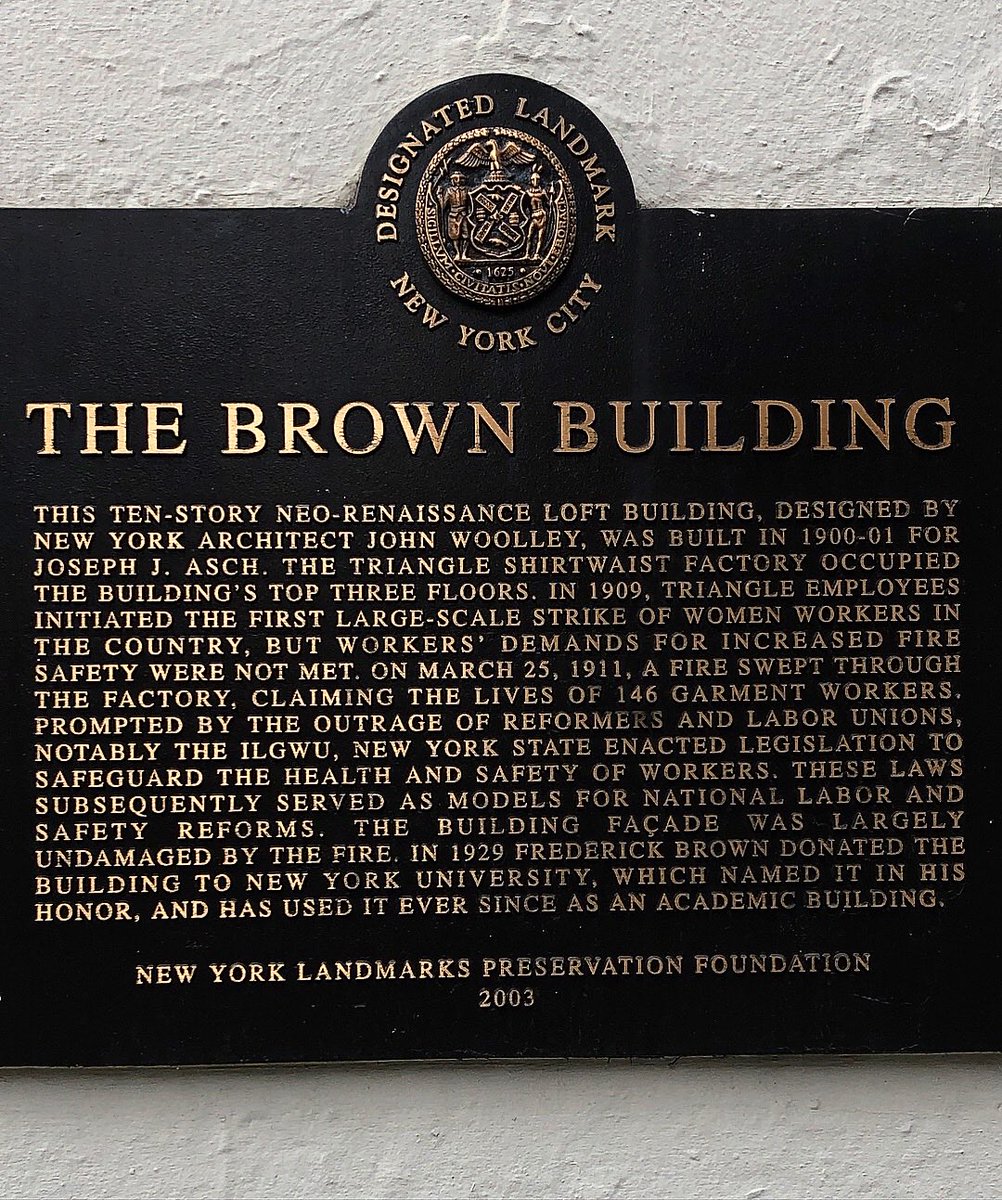 DESIGNATED LANDMARK
SIGILLVM CIVITATIS NOVI EBORACI
1625
NEW YORK CITY
THE BROWN BUILDING
THIS TEN-STORY NEO-RENAISSANCE LOFT BUILDING, DESIGNED BY
NEW YORK ARCHITECT JOHN WOOLLEY, WAS BUILT IN 1900-01 FOR
JOSEPH J. ASCH. THE TRIANGLE SHIRTWAIST FACTORY OCCUPIED
THE BUILDING'S TOP THREE FLOORS. IN 1909, TRIANGLE EMPLOYEES
INITIATED THE FIRST LARGE-SCALE STRIKE OF WOMEN WORKERS IN
THE COUNTRY, BUT WORKERS' DEMANDS FOR INCREASED FIRE
SAFETY WERE NOT MET. ON MARCH 25, 1911, A FIRE SWEPT THROUGH
THE FACTORY, CLAIMING THE LIVES OF 146 GARMENT WORKERS.
PROMPTED BY THE OUTRAGE OF REFORMERS AND LABOR UNIONS,
NOTABLY THE ILGWU, NEW YORK STATE ENACTED LEGISLATION TO
SAFEGUARD THE HEALTH AND SAFETY OF WORKERS. THESE LAWS
SUBSEQUENTLY SERVED AS MODELS FOR NATIONAL LABOR AND
SAFETY REFORMS. THE BUILDING FAÇADE WAS LARGELY
UNDAMAGED BY THE FIRE. IN 1929 FREDERICK BROWN DONATED THE
BUILDING TO NEW YORK UNIVERSITY, WHICH NAMED IT IN HIS
HONOR, AND HAS USED IT EVER SINCE AS AN ACADEMIC BUILDING.
NEW YORK LANDMARKS PRESERVATION FOUNDATION
2003